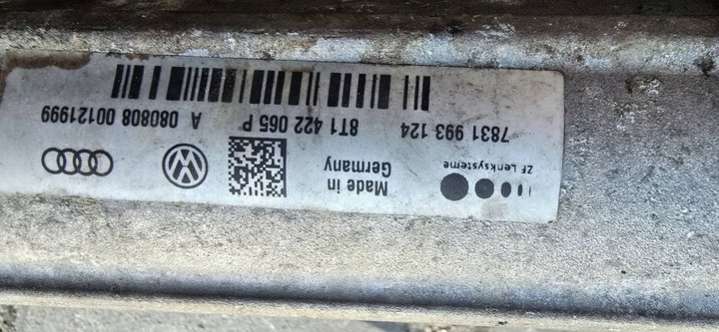 ZF Lenksysteme
Made in
Germany
7831 993 124
8T1 422 065 P
A 080808 00121999